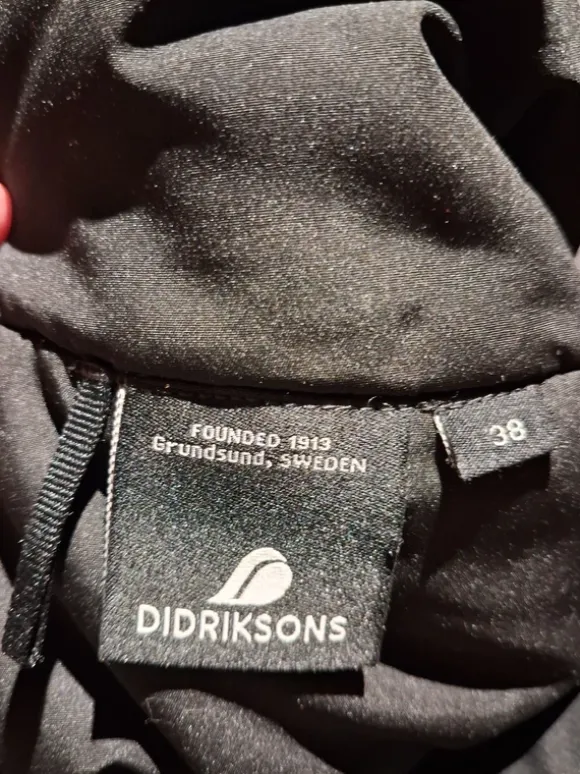 FOUNDED 1913
Grundsund, SWEDEN
DIDRIKSONS
38